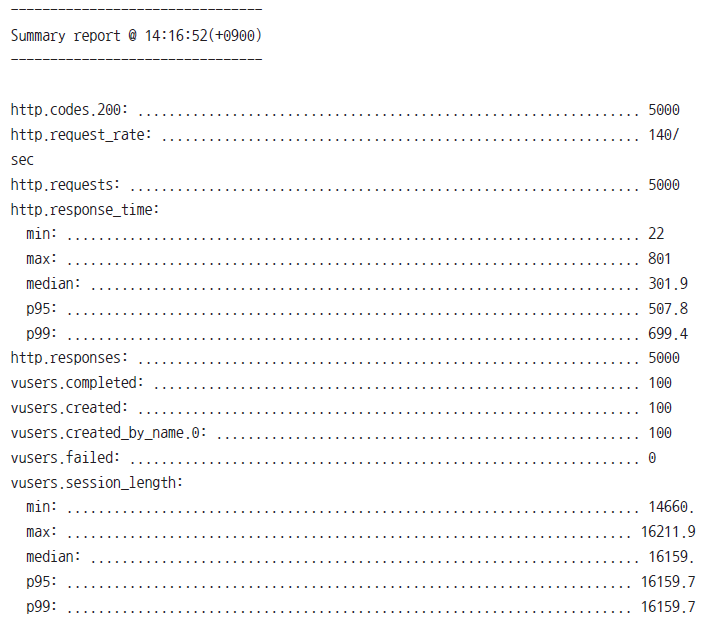 --------------------------------
Summary report @ 14:16:52(+0900)
--------------------------------
http.codes.200: ................................................................ 5000
http.request_rate: ............................................................. 140/
sec
http.requests: ................................................................. 5000
http.response_time:
min: ......................................................................... 22
max: ......................................................................... 801
median: ...................................................................... 301.9
p95: ......................................................................... 507.8
p99: ......................................................................... 699.4
http.responses: ................................................................ 5000
vusers.completed: .............................................................. 100
vusers.created: ................................................................ 100
vusers.created_by_name.0: ...................................................... 100
vusers.failed: ................................................................. 0
vusers.session_length:
min: ......................................................................... 14660.
max: ........................................................................ 16211.9
median: ...................................................................... 16159.
p95: ........................................................................ 16159.7
p99: ........................................................................ 16159.7